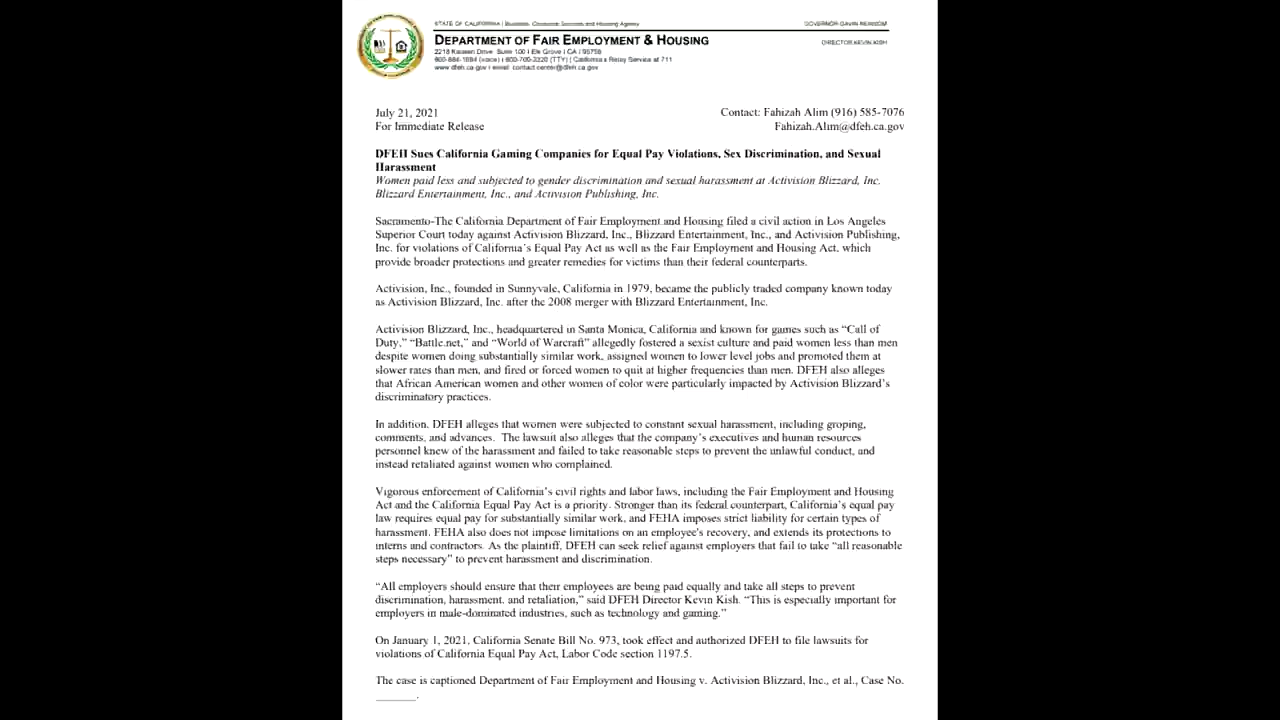 STATE OF CALIFORNIA | Business, Consumer Services and Housing Agency
GOVERNOR GAVIN NEWSOM
DEPARTMENT OF FAIR EMPLOYMENT & HOUSING
DIRECTOR KEVIN KISH
2218 Kausen Drive, Suite 100 | Elk Grove | CA | 95758
800-884-1684 (voice) | 800-700-2320 (TTY) | California's Relay Service at 711
www.dfeh.ca.gov | email: contact.center@dfeh.ca.gov
July 21, 2021
Contact: Fahizah Alim (916) 585-7076
For Immediate Release
Fahizah.Alim@dfeh.ca.gov
DFEH Sues California Gaming Companies for Equal Pay Violations, Sex Discrimination, and Sexual
Harassment
Women paid less and subjected to gender discrimination and sexual harassment at Activision Blizzard, Inc.
Blizzard Entertainment, Inc., and Activision Publishing, Inc.
Sacramento-The California Department of Fair Employment and Housing filed a civil action in Los Angeles
Superior Court today against Activision Blizzard, Inc., Blizzard Entertainment, Inc., and Activision Publishing,
Inc. for violations of California's Equal Pay Act as well as the Fair Employment and Housing Act, which
provide broader protections and greater remedies for victims than their federal counterparts.
Activision, Inc., founded in Sunnyvale, California in 1979, became the publicly traded company known today
as Activision Blizzard, Inc. after the 2008 merger with Blizzard Entertainment, Inc.
Activision Blizzard, Inc., headquartered in Santa Monica, California and known for games such as “Call of
Duty,” “Battle.net,” and “World of Warcraft” allegedly fostered a sexist culture and paid women less than men
despite women doing substantially similar work, assigned women to lower level jobs and promoted them at
slower rates than men, and fired or forced women to quit at higher frequencies than men. DFEH also alleges
that African American women and other women of color were particularly impacted by Activision Blizzard's
discriminatory practices.
In addition, DFEH alleges that women were subjected to constant sexual harassment, including groping,
comments, and advances. The lawsuit also alleges that the company's executives and human resources
personnel knew of the harassment and failed to take reasonable steps to prevent the unlawful conduct, and
instead retaliated against women who complained.
Vigorous enforcement of California's civil rights and labor laws, including the Fair Employment and Housing
Act and the California Equal Pay Act is a priority. Stronger than its federal counterpart, California's equal pay
law requires equal pay for substantially similar work, and FEHA imposes strict liability for certain types of
harassment. FEHA also does not impose limitations on an employee's recovery, and extends its protections to
interns and contractors. As the plaintiff, DFEH can seek relief against employers that fail to take “all reasonable
steps necessary” to prevent harassment and discrimination.
“All employers should ensure that their employees are being paid equally and take all steps to prevent
discrimination, harassment, and retaliation,” said DFEH Director Kevin Kish. “This is especially important for
employers in male-dominated industries, such as technology and gaming.”
On January 1, 2021, California Senate Bill No. 973, took effect and authorized DFEH to file lawsuits for
violations of California Equal Pay Act, Labor Code section 1197.5.
The case is captioned Department of Fair Employment and Housing v. Activision Blizzard, Inc., et al., Case No.
_______.